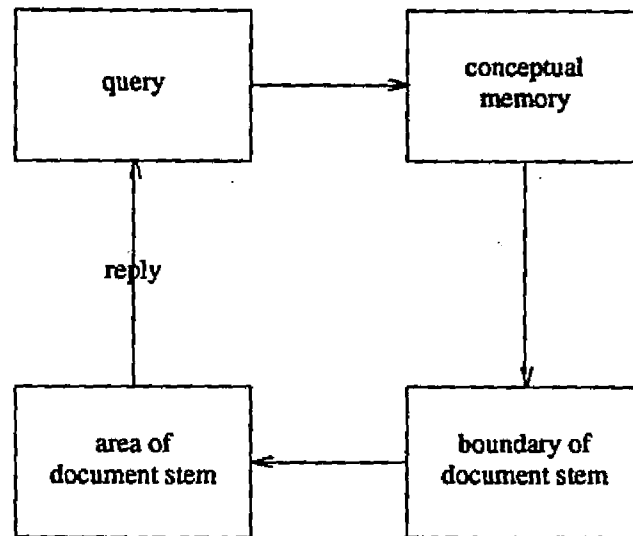 query
conceptual
memory
reply
area of
document stem
boundary of
document stem